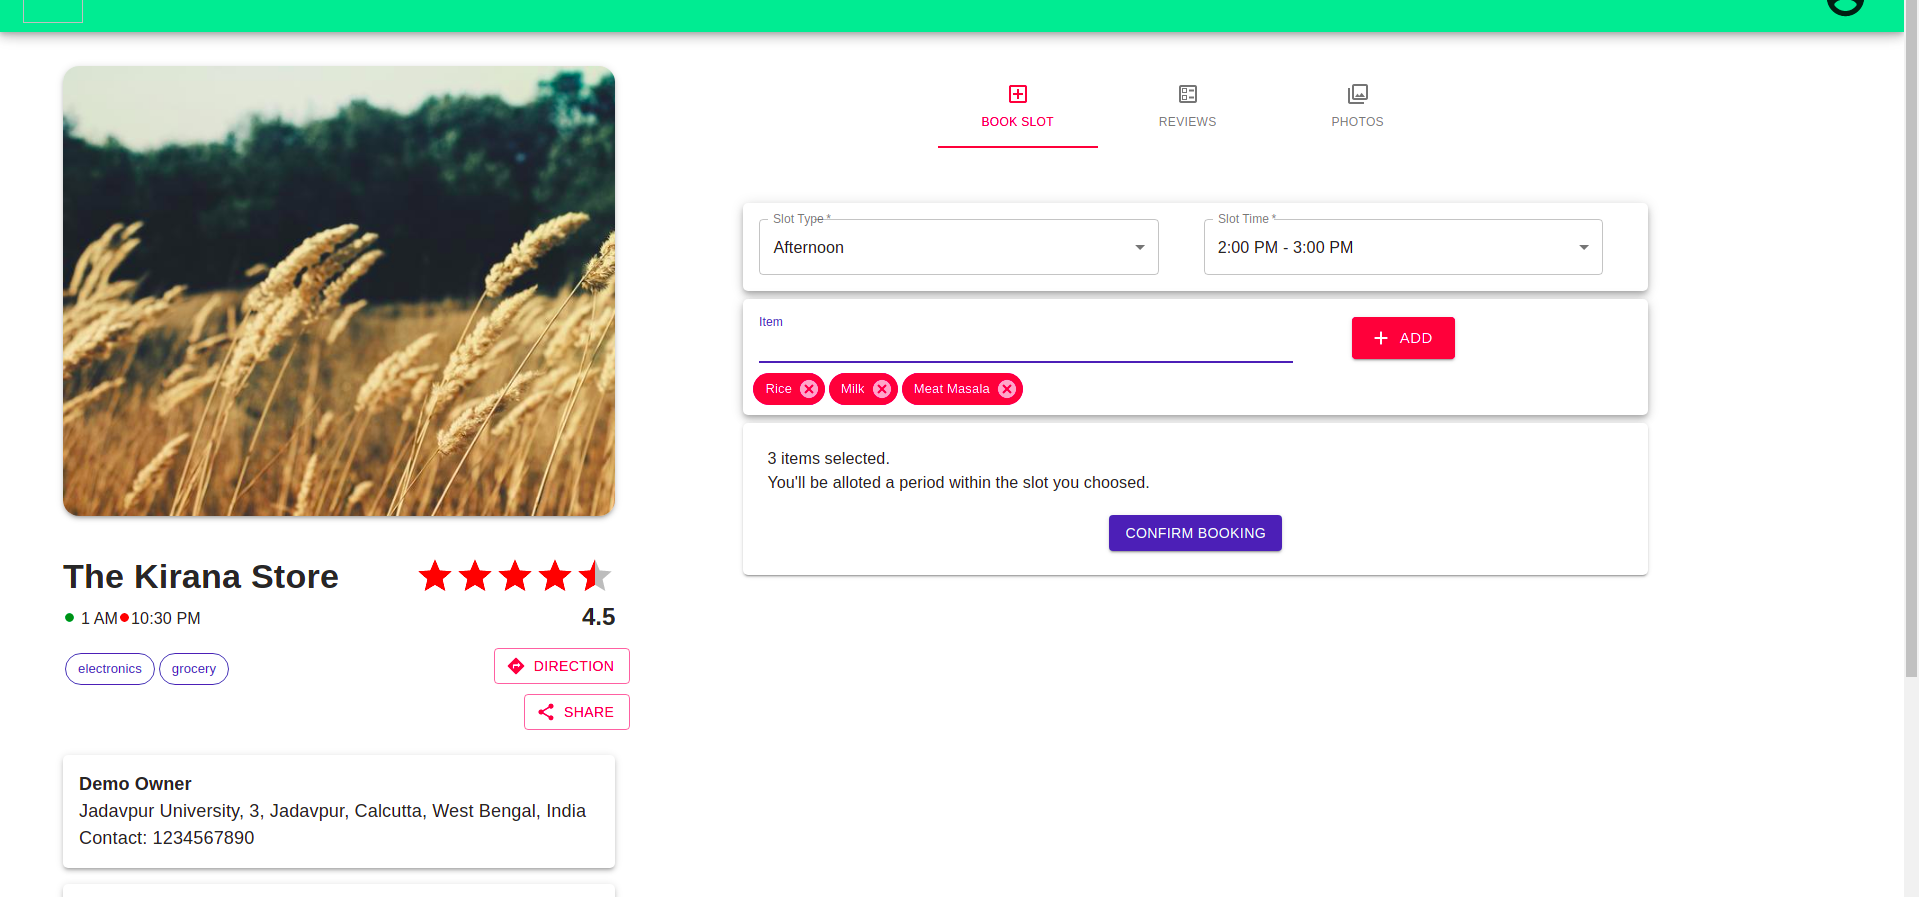 BOOK SLOT
REVIEWS
PHOTOS
Slot Type *
Afternoon
Slot Time *
2:00 PM - 3:00 PM
Item
ADD
Rice
Milk
Meat Masala
3 items selected.
You'll be alloted a period within the slot you choosed.
CONFIRM BOOKING
The Kirana Store
1 AM 10:30 PM
4.5
electronics
grocery
DIRECTION
SHARE
Demo Owner
Jadavpur University, 3, Jadavpur, Calcutta, West Bengal, India
Contact: 1234567890